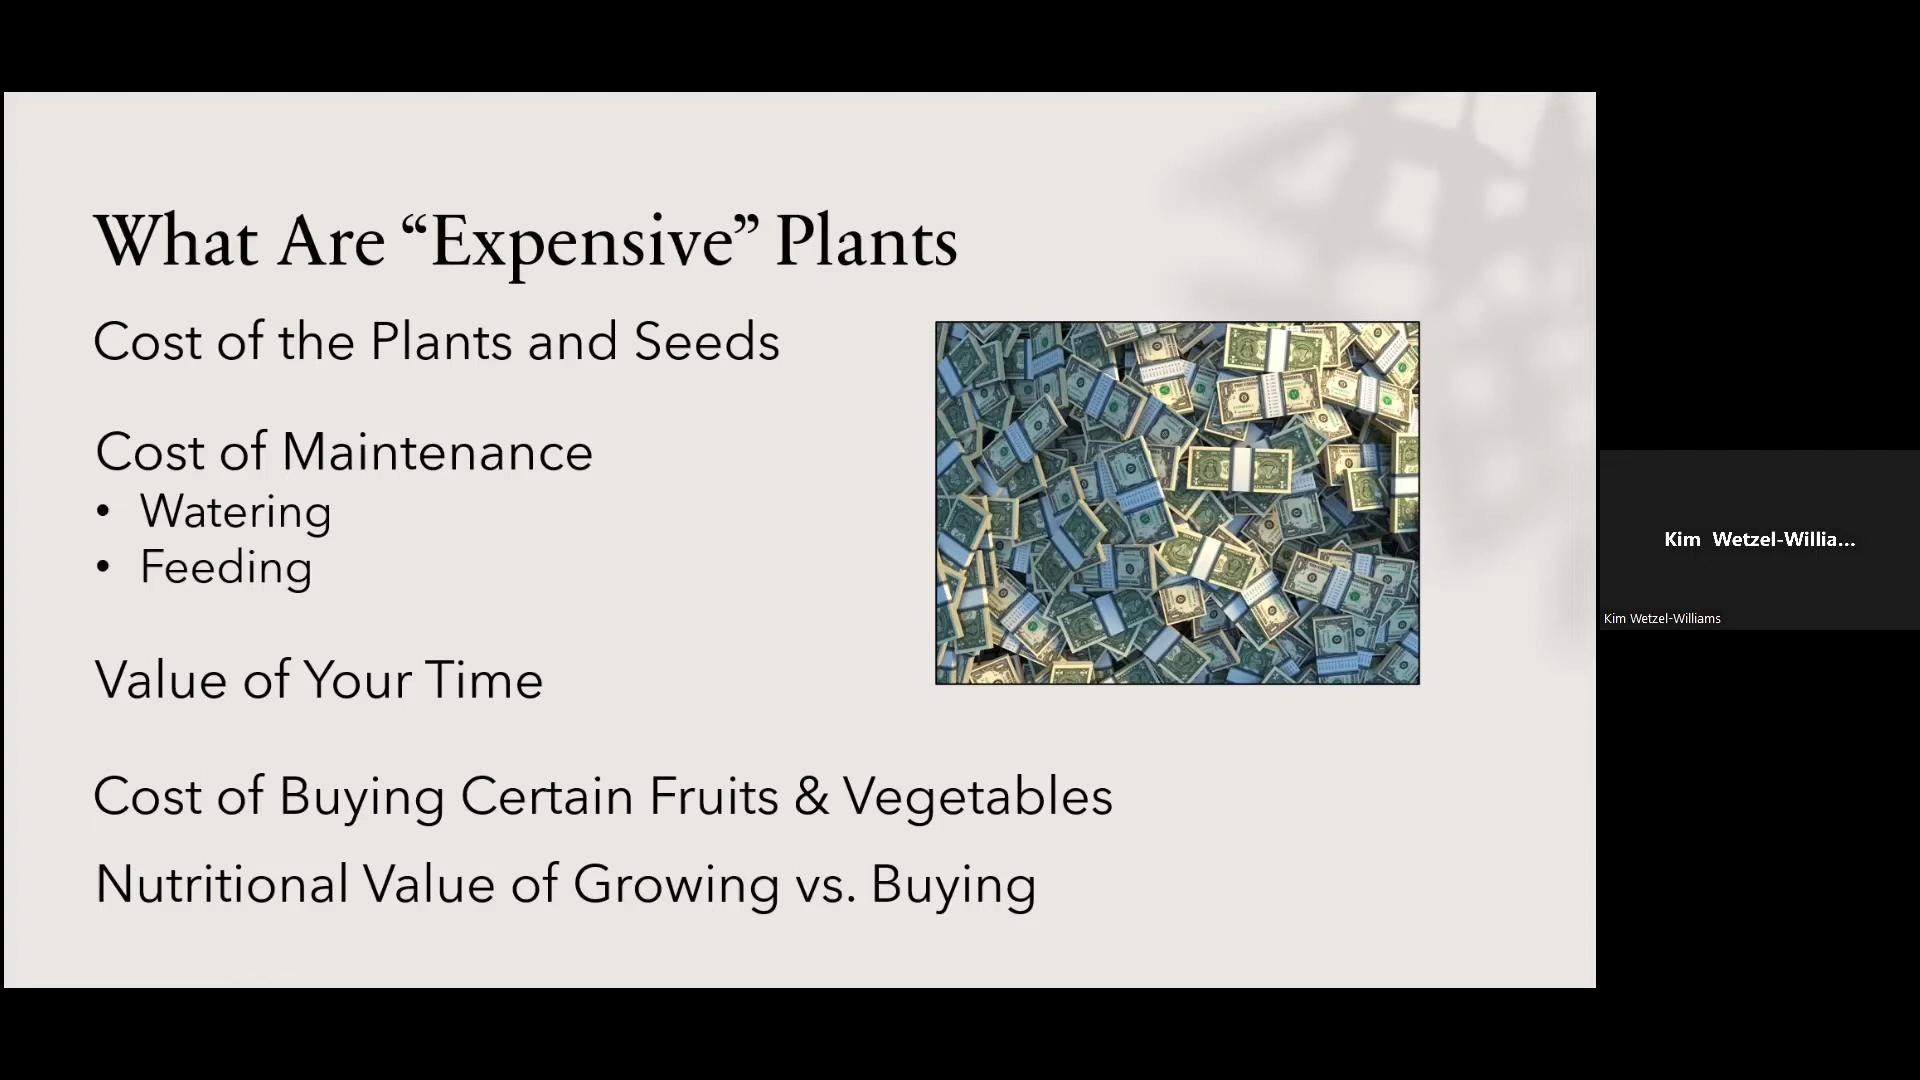 What Are “Expensive” Plants
Cost of the Plants and Seeds
Cost of Maintenance
• Watering
• Feeding
Value of Your Time
Cost of Buying Certain Fruits & Vegetables
Nutritional Value of Growing vs. Buying
Kim Wetzel-Willia...
Kim Wetzel-Williams